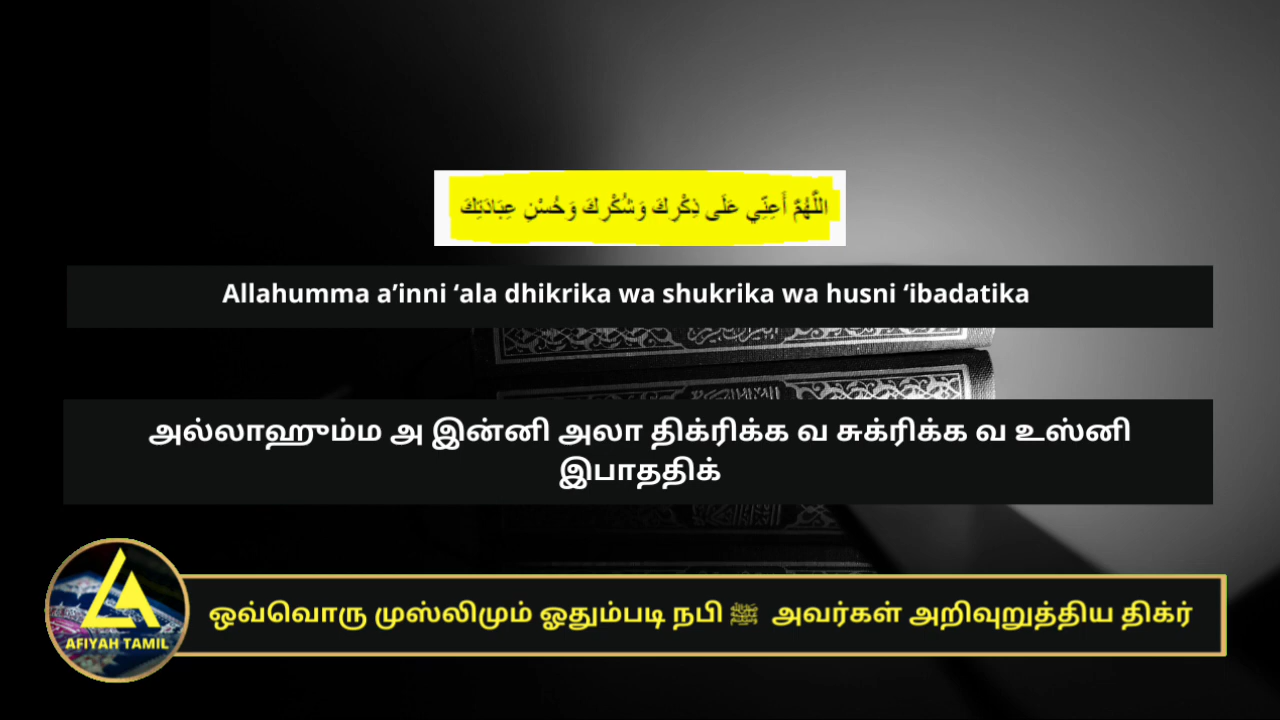 اللَّهُمَّ أَعِنِّي عَلَى ذِكْرِكَ وَشُكْرِكَ وَحُسْنِ عِبَادَتِكَ
Allahumma a’inni ‘ala dhikrika wa shukrika wa husni ‘ibadatika
அல்லாஹும்ம அ இன்னி அலா திக்ரிக்க வ சுக்ரிக்க வ உஸ்னி
இபாததிக்
ஒவ்வொரு முஸ்லிமும் ஓதும்படி நபி ﷺ அவர்கள் அறிவுறுத்திய திக்ர்
AFIYAH TAMIL